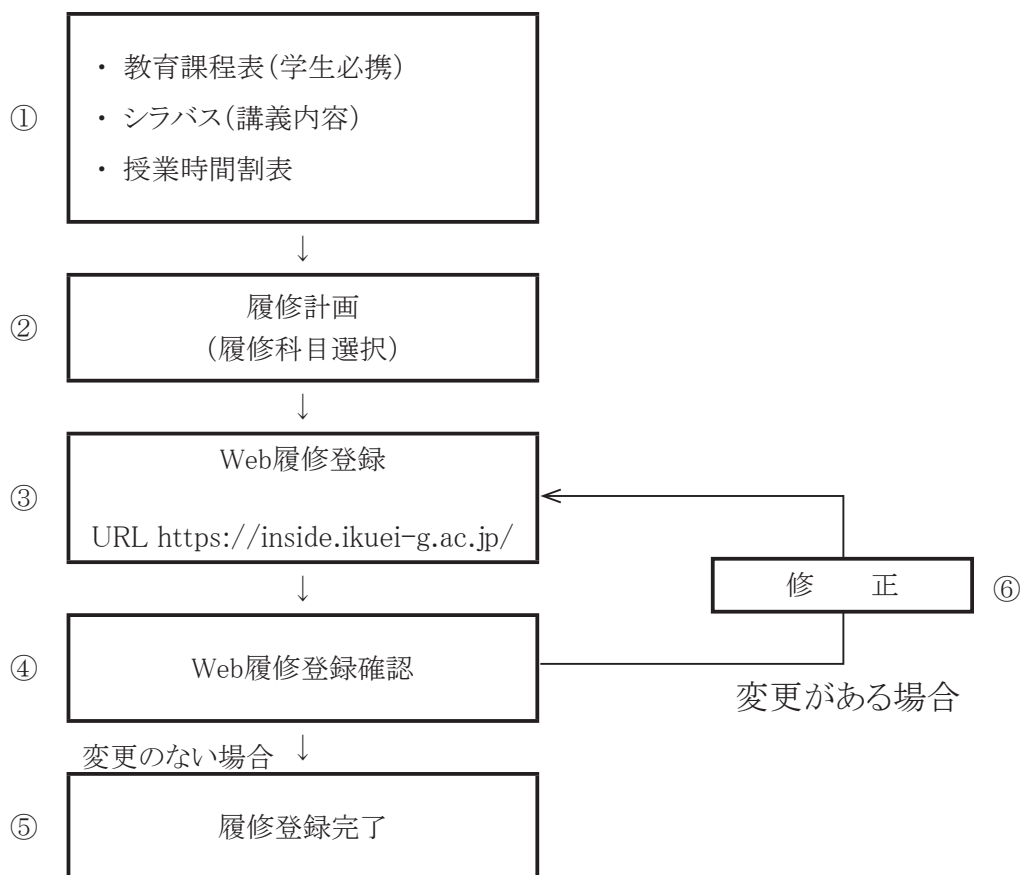 ①
・ 教育課程表(学生必携)
・ シラバス(講義内容)
・ 授業時間割表
↓
②
履修計画
(履修科目選択)
↓
③
Web履修登録
URL https://inside.ikuei-g.ac.jp/
↓
修 正
⑥
④
Web履修登録確認
変更がある場合
変更のない場合 ↓
⑤
履修登録完了